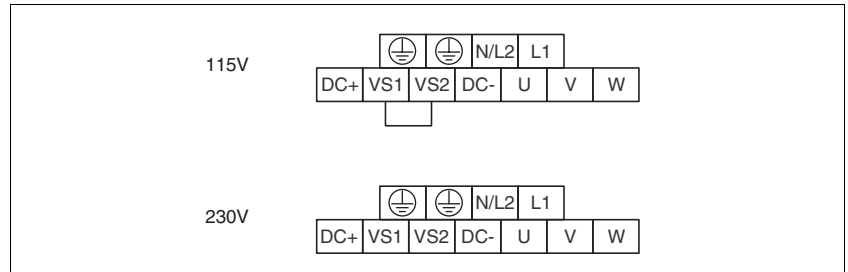 N/L2 L1
115V
DC+ VS1 VS2 DC- U V W
N/L2 L1
230V
DC+ VS1 VS2 DC- U V W